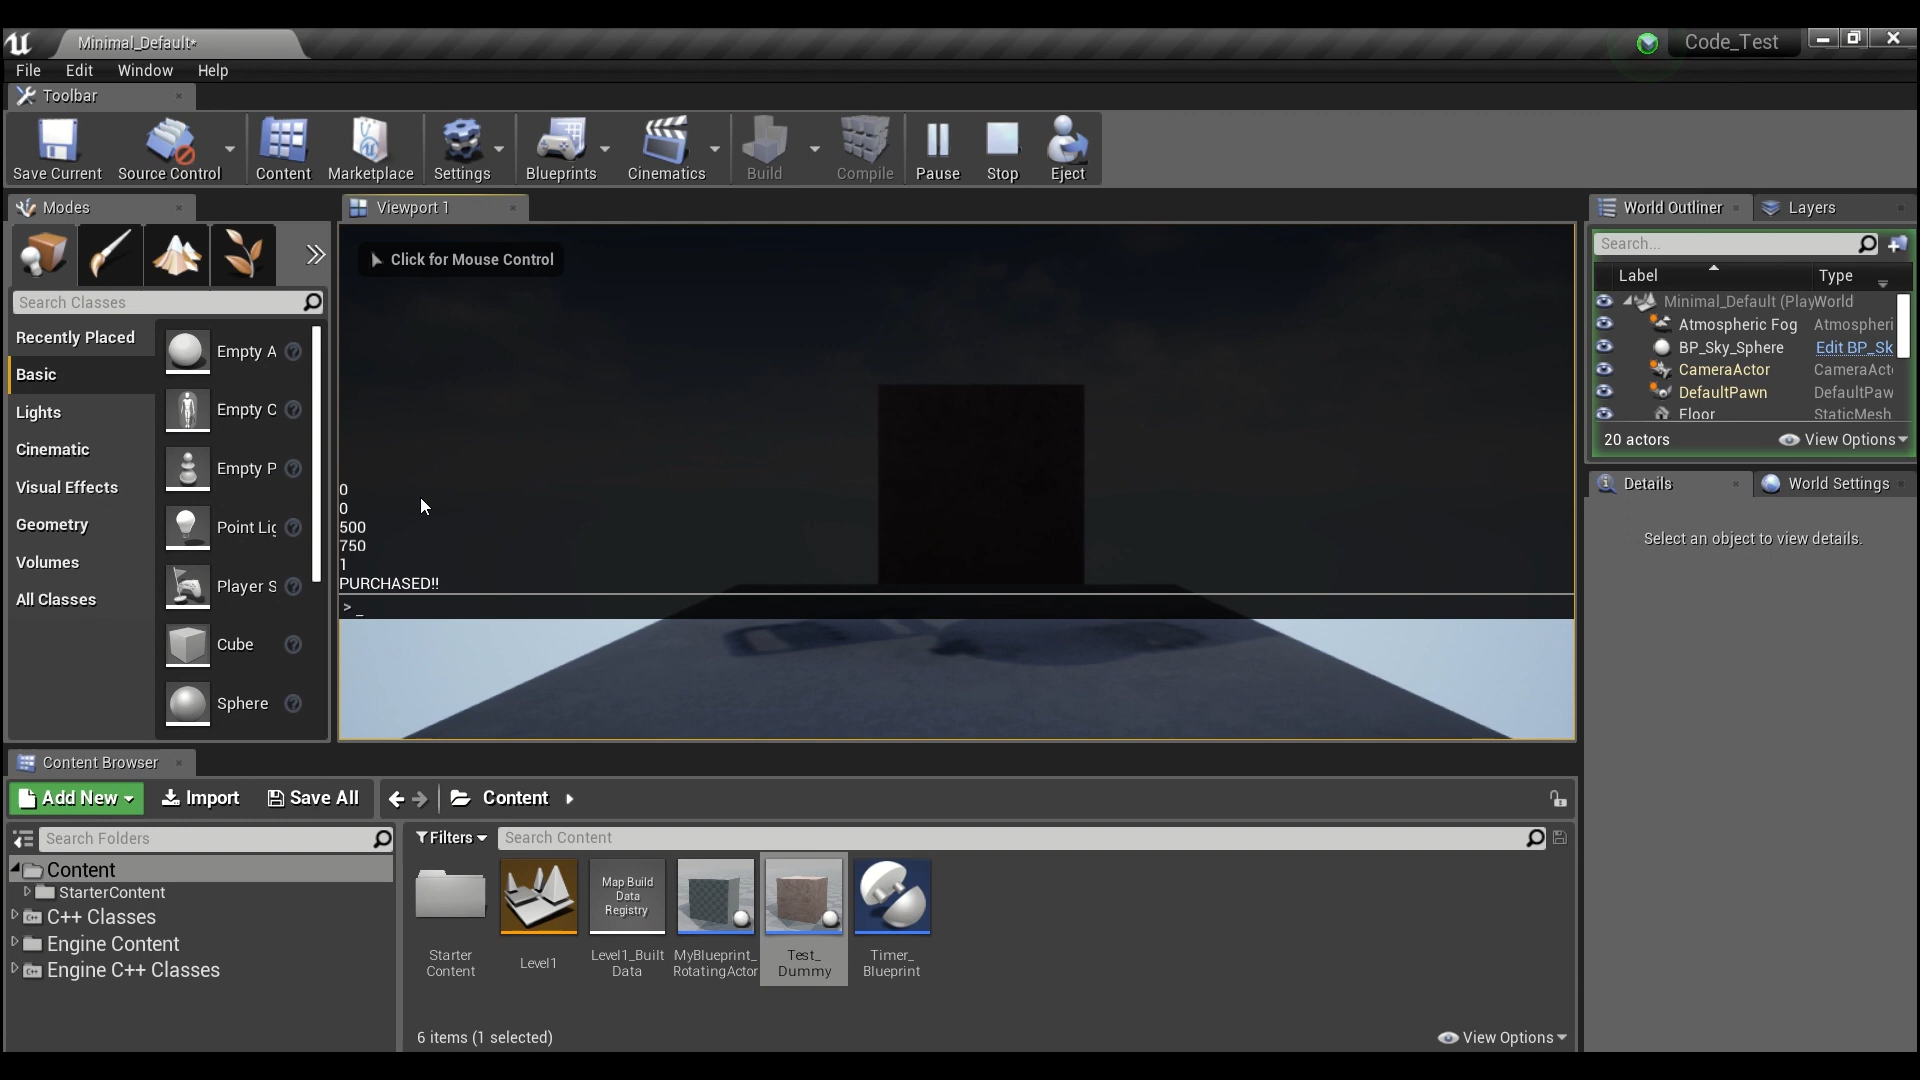 Minimal_Default*
Code_Test
File Edit Window Help
Toolbar
Save Current Source Control Content Marketplace Settings Blueprints Cinematics Build Compile Pause Stop Eject
Modes
Search Classes
Recently Placed
Basic
Lights
Cinematic
Visual Effects
Geometry
Volumes
All Classes
Empty A
Empty C
Empty P
Point Lig
Player S
Cube
Sphere
Viewport 1
Click for Mouse Control
0
0
500
750
1
PURCHASED!!
> _
World Outliner Layers
Search...
Label Type
Minimal_Default (Play World
Atmospheric Fog Atmospheri
BP_Sky_Sphere Edit BP_Sk
CameraActor CameraAct
DefaultPawn DefaultPaw
Floor StaticMesh
20 actors View Options
Details World Settings
Select an object to view details.
Content Browser
Add New Import Save All Content
Search Folders
Content
StarterContent
C++ Classes
Engine Content
Engine C++ Classes
Filters Search Content
Map Build
Data
Registry
Starter
Content
Level1
Level1_Built
Data
MyBlueprint_
RotatingActor
Test_
Dummy
Timer_
Blueprint
6 items (1 selected)
View Options